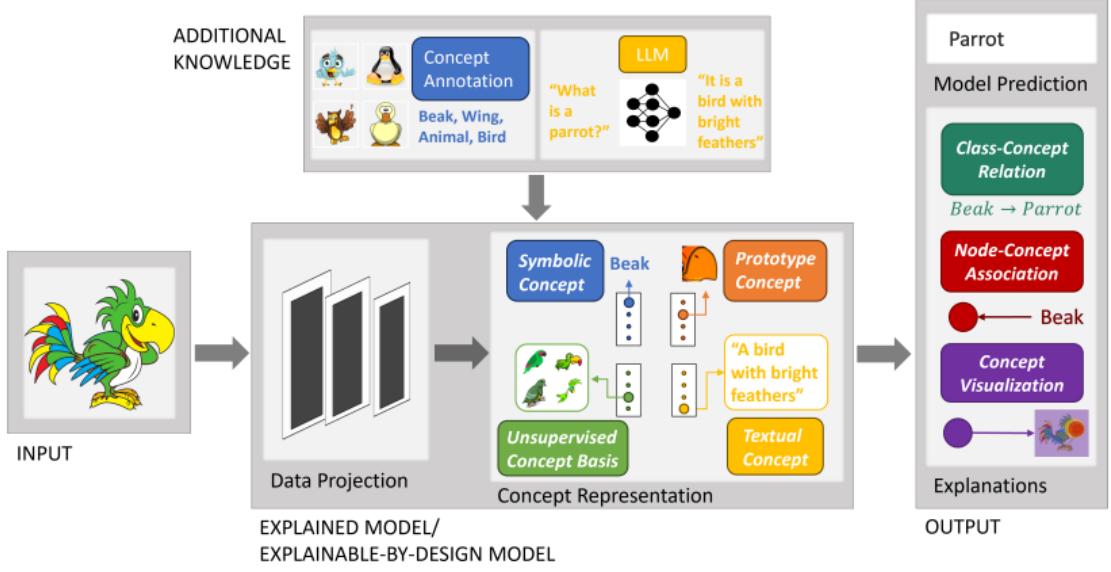 ADDITIONAL
KNOWLEDGE
Concept
Annotation
Beak, Wing,
Animal, Bird
LLM
“What
is a
parrot?”
“It is a
bird with
bright
feathers”
INPUT
Data Projection
Symbolic
Concept
Beak
Prototype
Concept
“A bird
with bright
feathers”
Unsupervised
Concept Basis
Textual
Concept
Concept Representation
EXPLAINED MODEL/
EXPLAINABLE-BY-DESIGN MODEL
Parrot
Model Prediction
Class-Concept
Relation
Beak → Parrot
Node-Concept
Association
Beak
Concept
Visualization
Explanations
OUTPUT